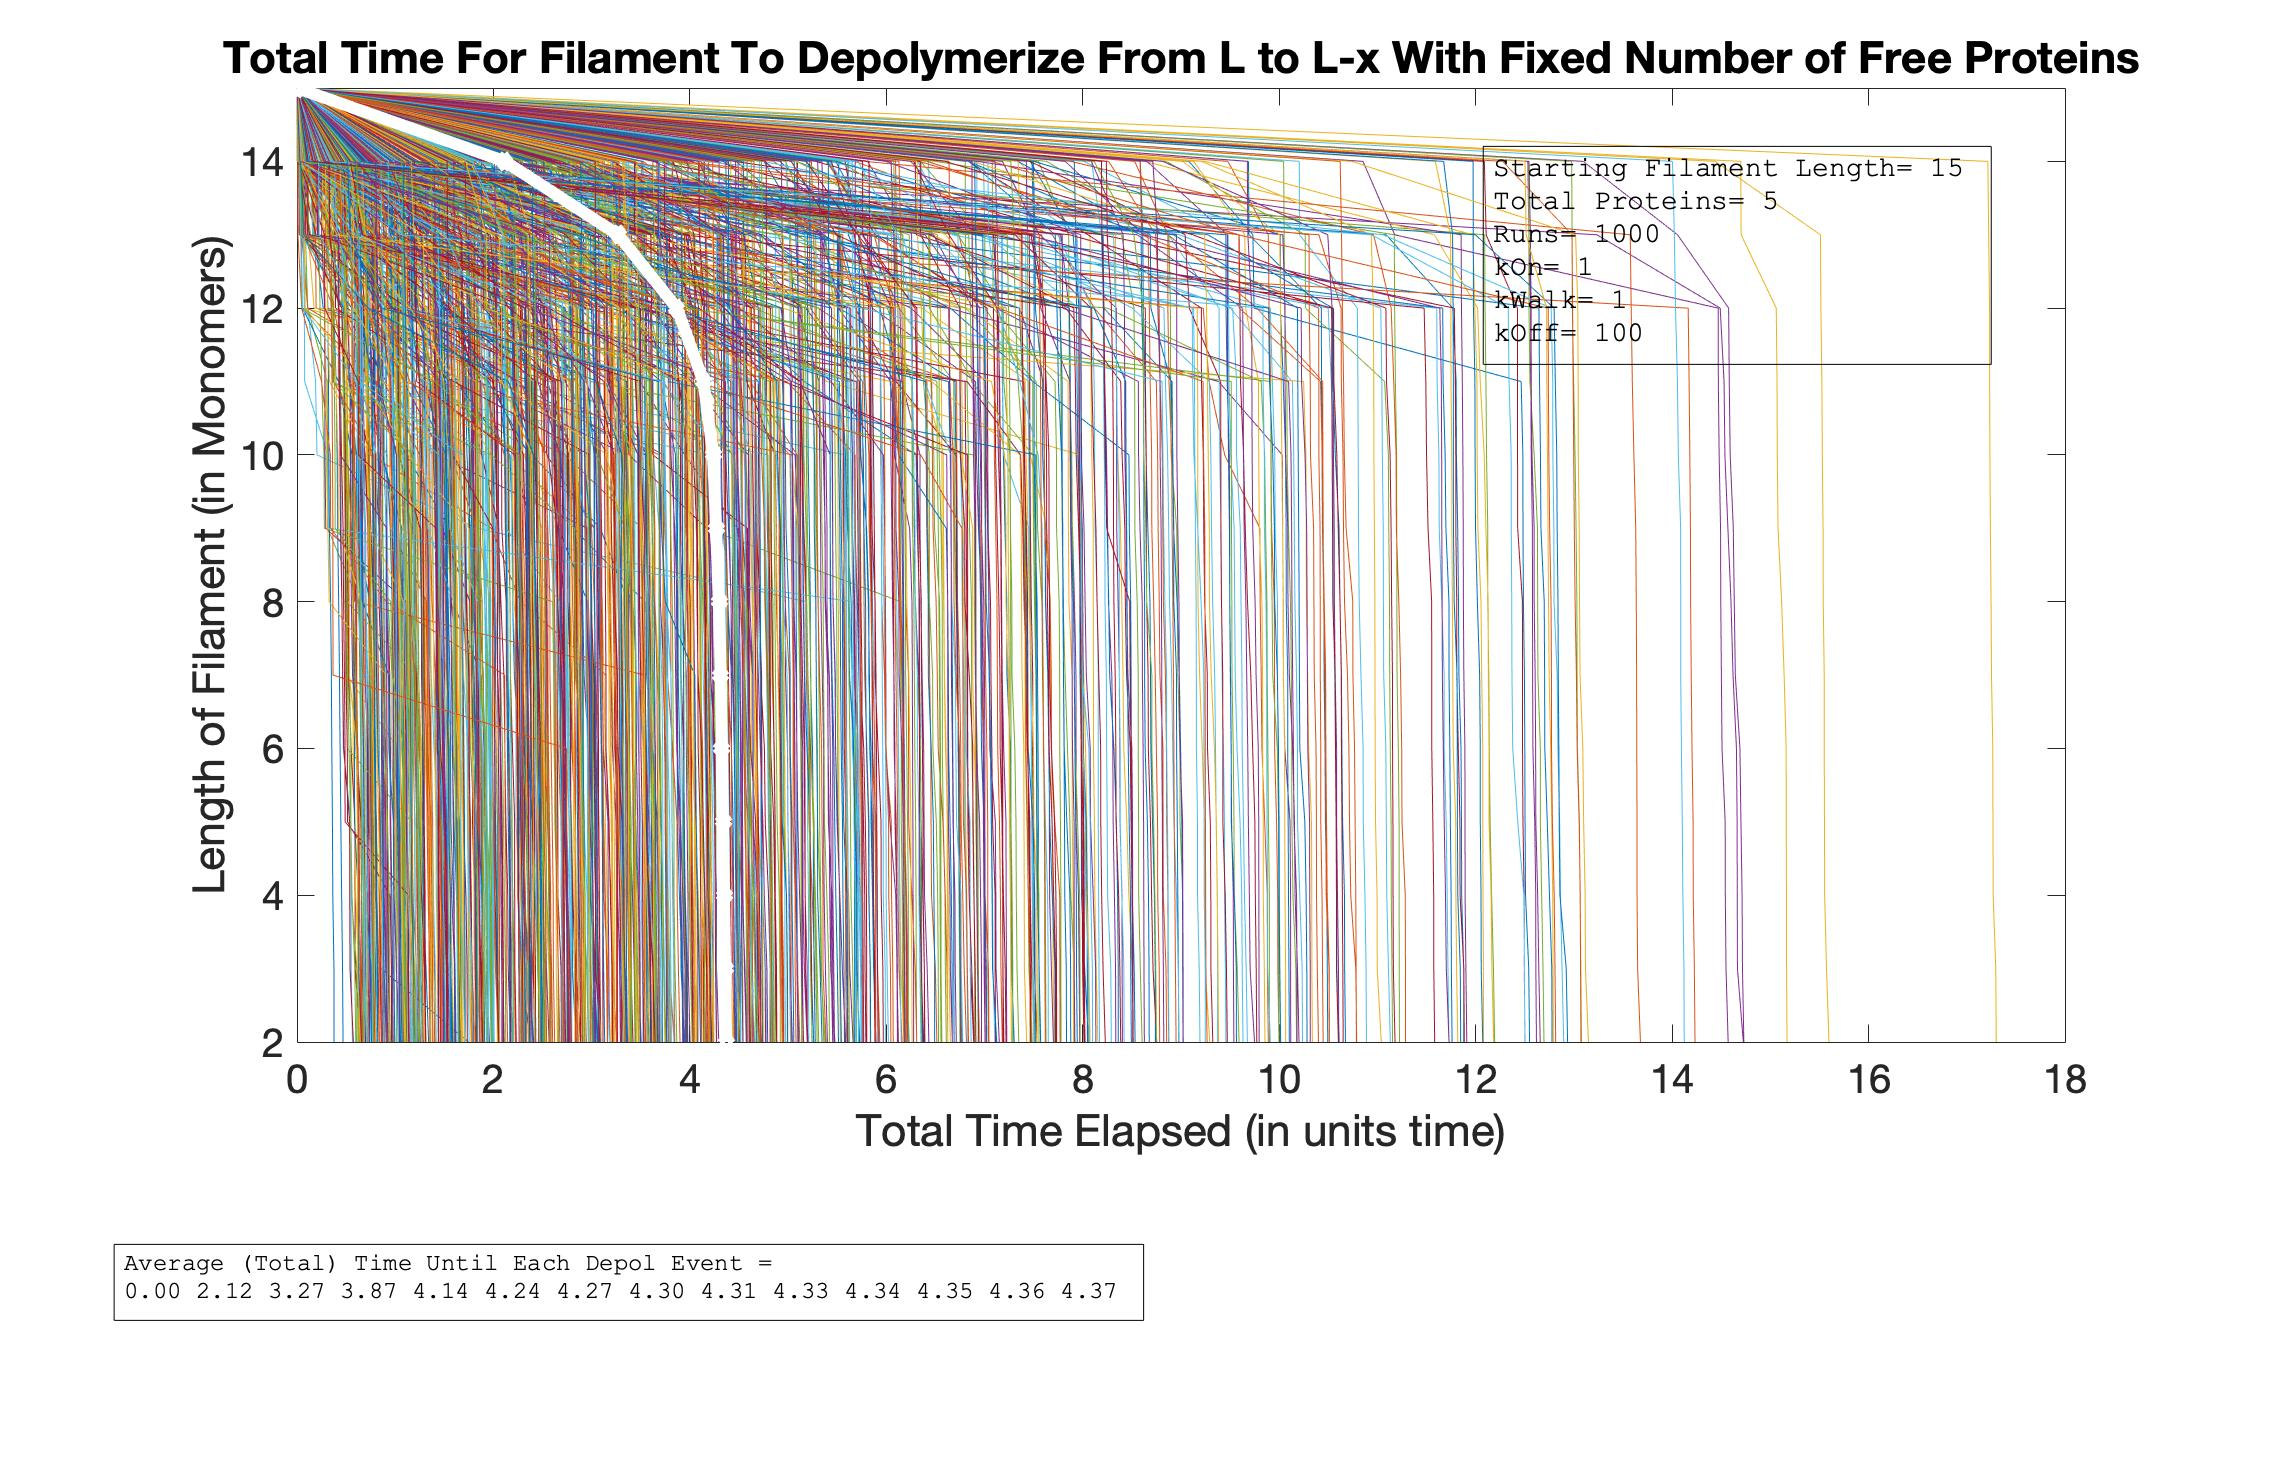 Total Time For Filament To Depolymerize From L to L-x With Fixed Number of Free Proteins
Length of Filament (in Monomers)
14
12
10
8
6
4
2
Starting Filament Length= 15
Total Proteins= 5
Runs= 1000
kOn= 1
kWalk= 1
kOff= 100
0 2 4 6 8 10 12 14 16 18
Total Time Elapsed (in units time)
Average (Total) Time Until Each Depol Event =
0.00 2.12 3.27 3.87 4.14 4.24 4.27 4.30 4.31 4.33 4.34 4.35 4.36 4.37